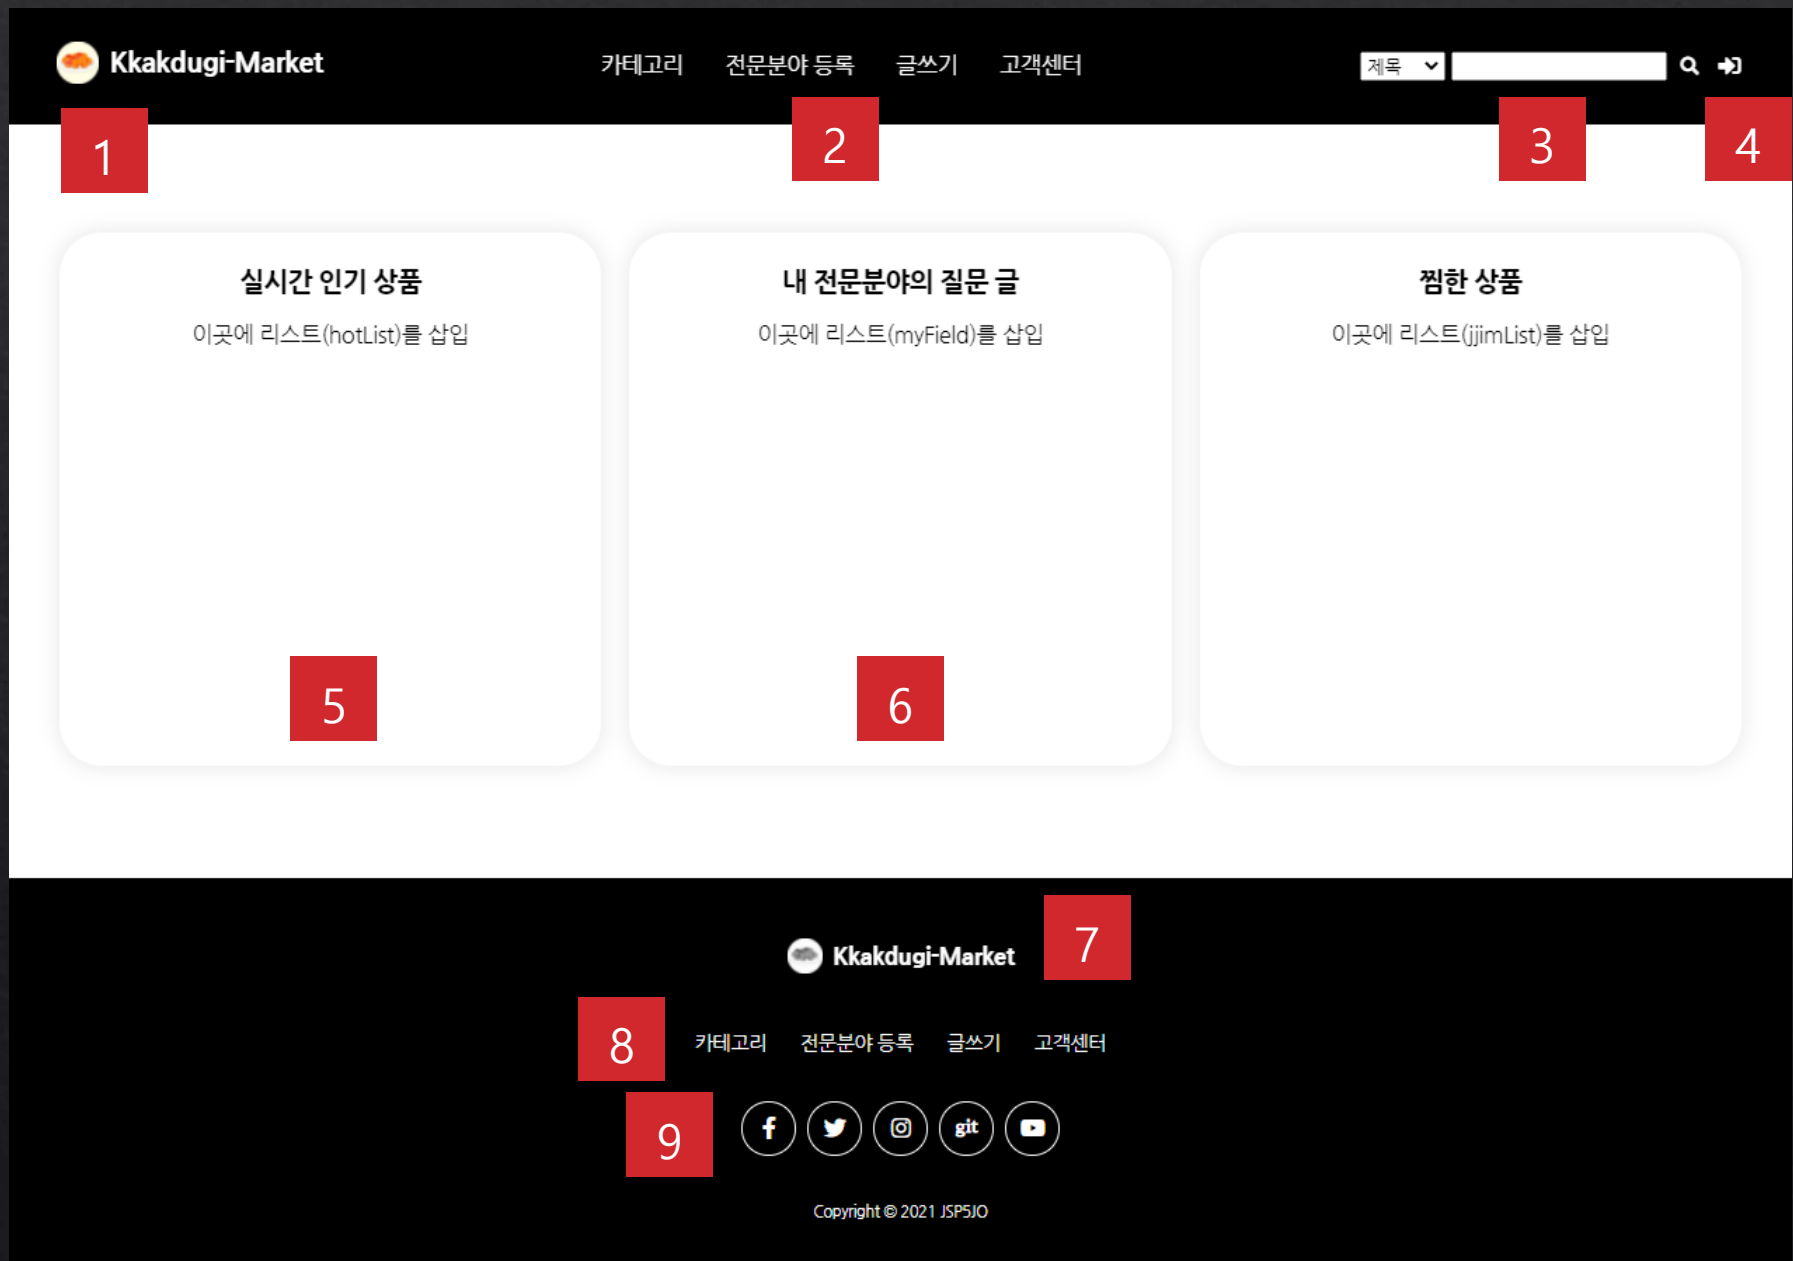 Kkakdugi-Market
카테고리 전문분야 등록 글쓰기 고객센터
제목
1
2
3
4
실시간 인기 상품
이곳에 리스트(hotList)를 삽입
5
내 전문분야의 질문 글
이곳에 리스트(myField)를 삽입
6
찜한 상품
이곳에 리스트(jjimList)를 삽입
Kkakdugi-Market
7
8
카테고리 전문분야 등록 글쓰기 고객센터
9
git
Copyright © 2021 JSP5JO